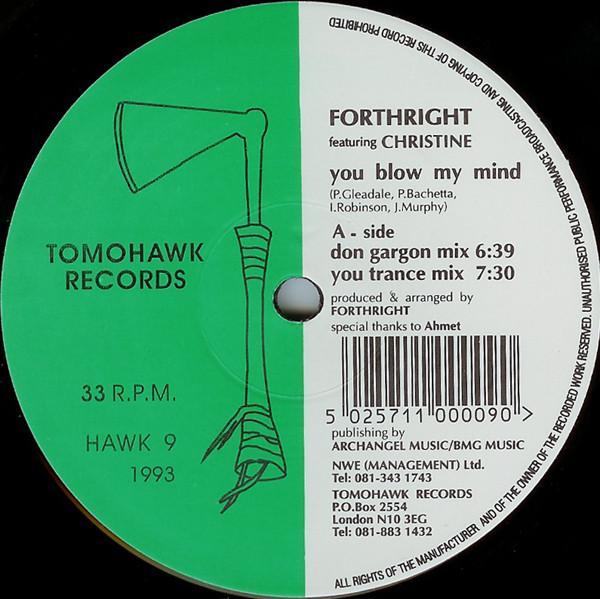 TOMOHAWK
RECORDS
33 R.P.M.
HAWK 9
1993
FORTHRIGHT
featuring CHRISTINE
you blow my mind
(P.Gleadale, P.Bachetta,
I.Robinson, J.Murphy)
A - side
don gargon mix 6:39
you trance mix 7:30
produced & arranged by
FORTHRIGHT
special thanks to Ahmet
5 025711 000090 >
publishing by
ARCHANGEL MUSIC/BMG MUSIC
NWE (MANAGEMENT) Ltd.
Tel: 081-343 1743
TOMOHAWK RECORDS
P.O.Box 2554
London N10 3EG
Tel: 081-883 1432
ALL RIGHTS OF THE MANUFACTURER AND OF THE OWNER OF THE RECORDED WORK RESERVED. UNAUTHORISED PUBLIC PERFORMANCE BROADCASTING AND COPYING OF THIS RECORD PROHIBITED